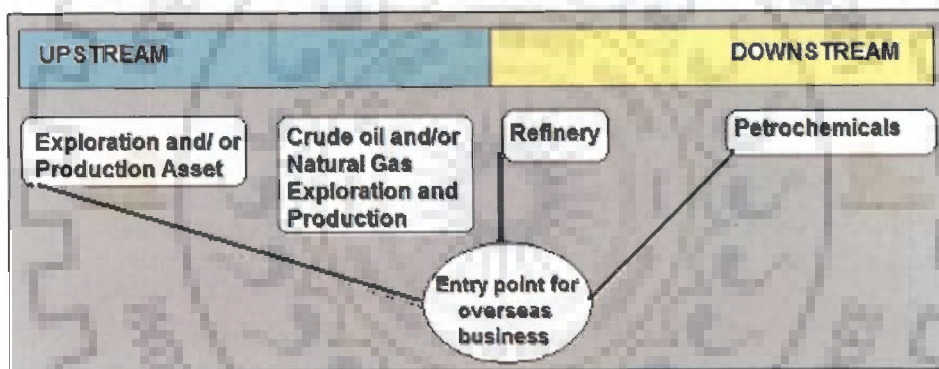 UPSTREAM
DOWNSTREAM
Exploration and/ or
Production Asset
Crude oil and/or
Natural Gas
Exploration and
Production
Refinery
Petrochemicals
Entry point for
overseas
business